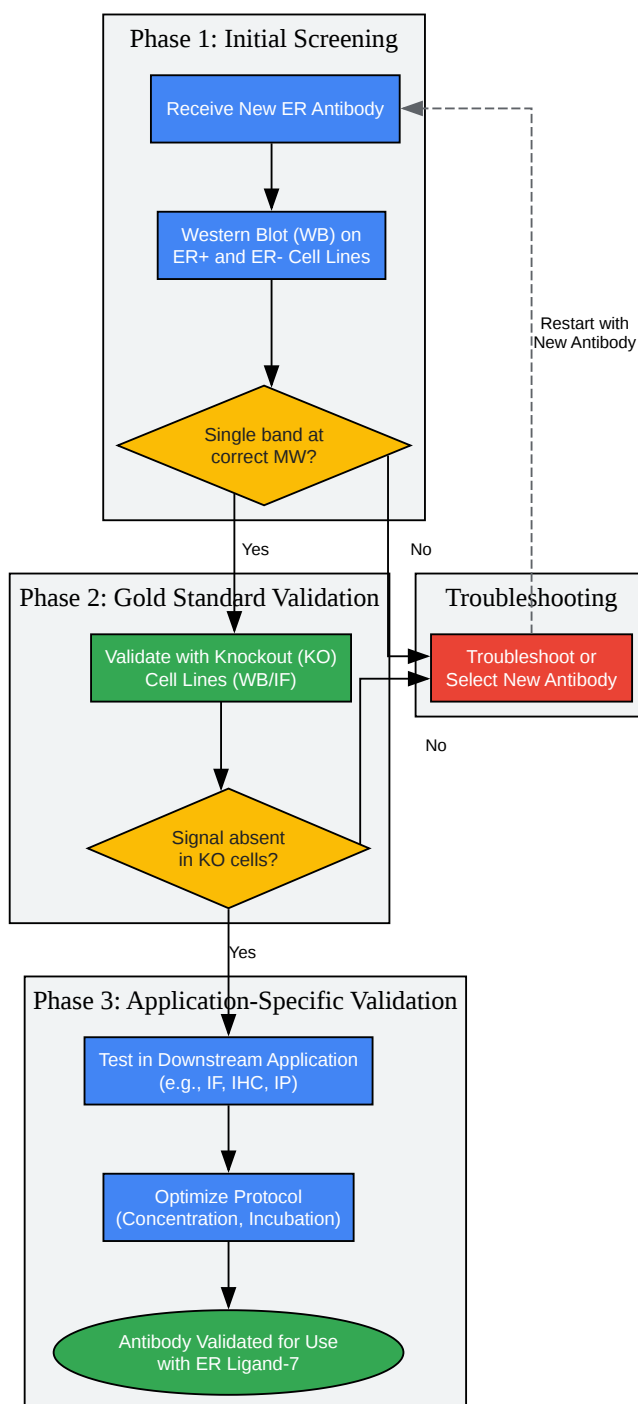 Phase 1: Initial Screening
Receive New ER Antibody
Western Blot (WB) on
ER+ and ER- Cell Lines
Restart with
New Antibody
Single band at
correct MW?
Yes
No
Phase 2: Gold Standard Validation
Troubleshooting
Validate with Knockout (KO)
Cell Lines (WB/IF)
Troubleshoot or
Select New Antibody
No
Signal absent
in KO cells?
Yes
Phase 3: Application-Specific Validation
Test in Downstream Application
(e.g., IF, IHC, IP)
Optimize Protocol
(Concentration, Incubation)
Antibody Validated for Use
with ER Ligand-7